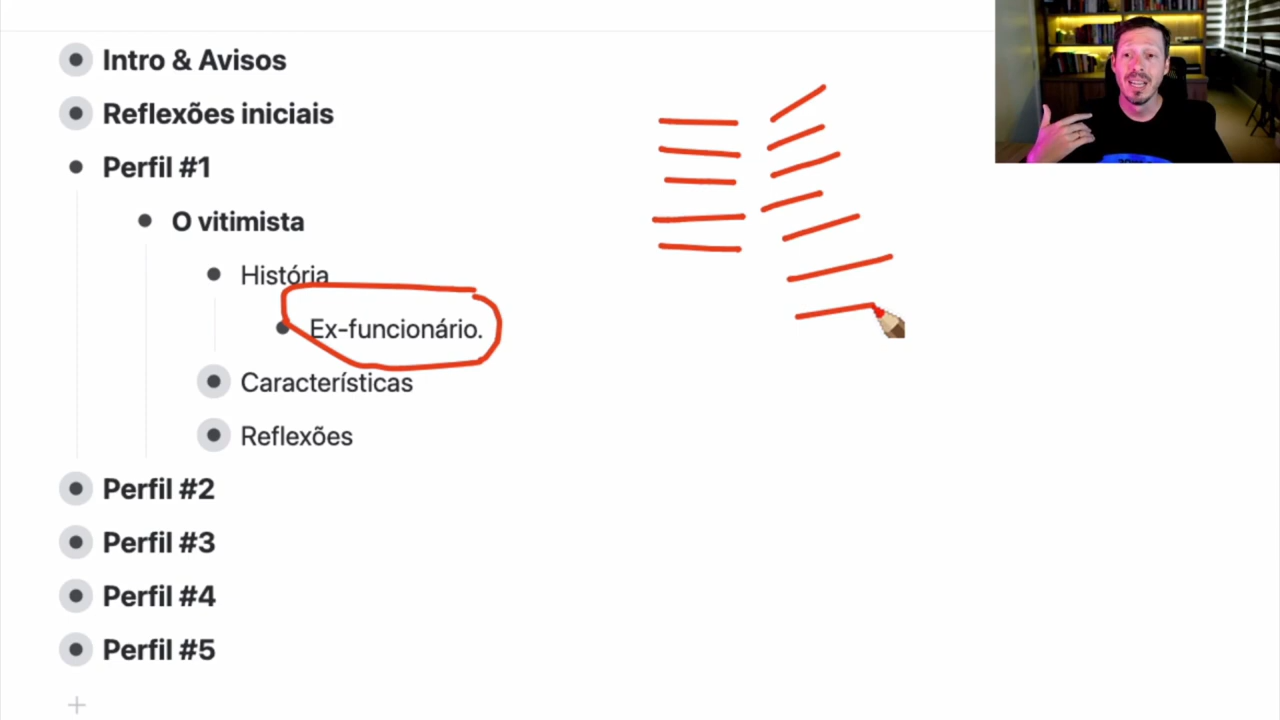 Intro & Avisos
Reflexões iniciais
Perfil #1
O vitimista
História
Ex-funcionário.
Características
Reflexões
Perfil #2
Perfil #3
Perfil #4
Perfil #5